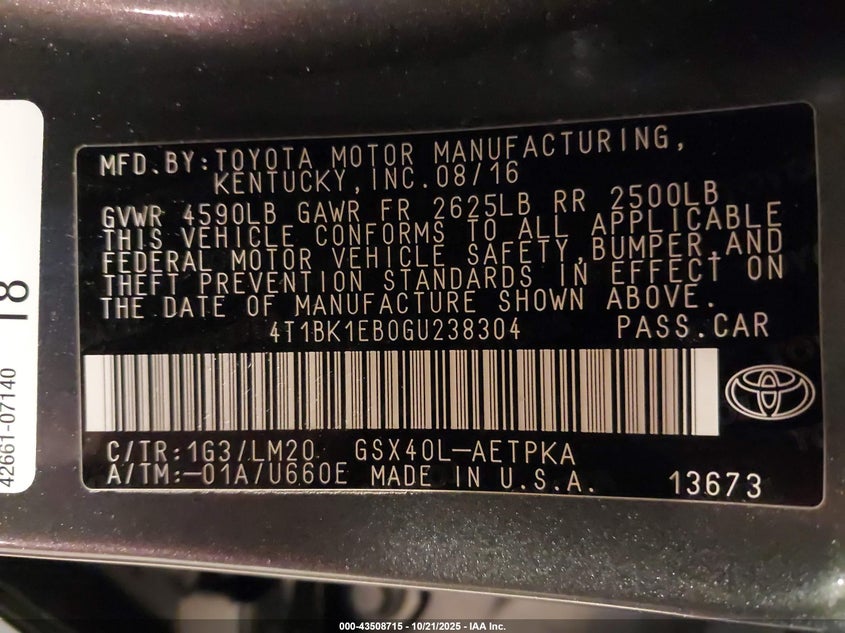 MFD.BY:TOYOTA MOTOR MANUFACTURING,
KENTUCKY,INC.08/16
GVWR 4590LB GAWR FR 2625LB RR 2500LB
THIS VEHICLE CONFORMS TO ALL APPLICABLE
FEDERAL MOTOR VEHICLE SAFETY,BUMPER,AND
THEFT PREVENTION STANDARDS IN EFFECT ON
THE DATE OF MANUFACTURE SHOWN ABOVE.
4T1BK1EB0GU238304 PASS.CAR
C/TR:1G3/LM20 GSX40L-AETPKA
A/TM:-01A/U660E MADE IN U.S.A. 13673
42661-07140
18
000-43508715 - 10/21/2025 - IAA Inc.